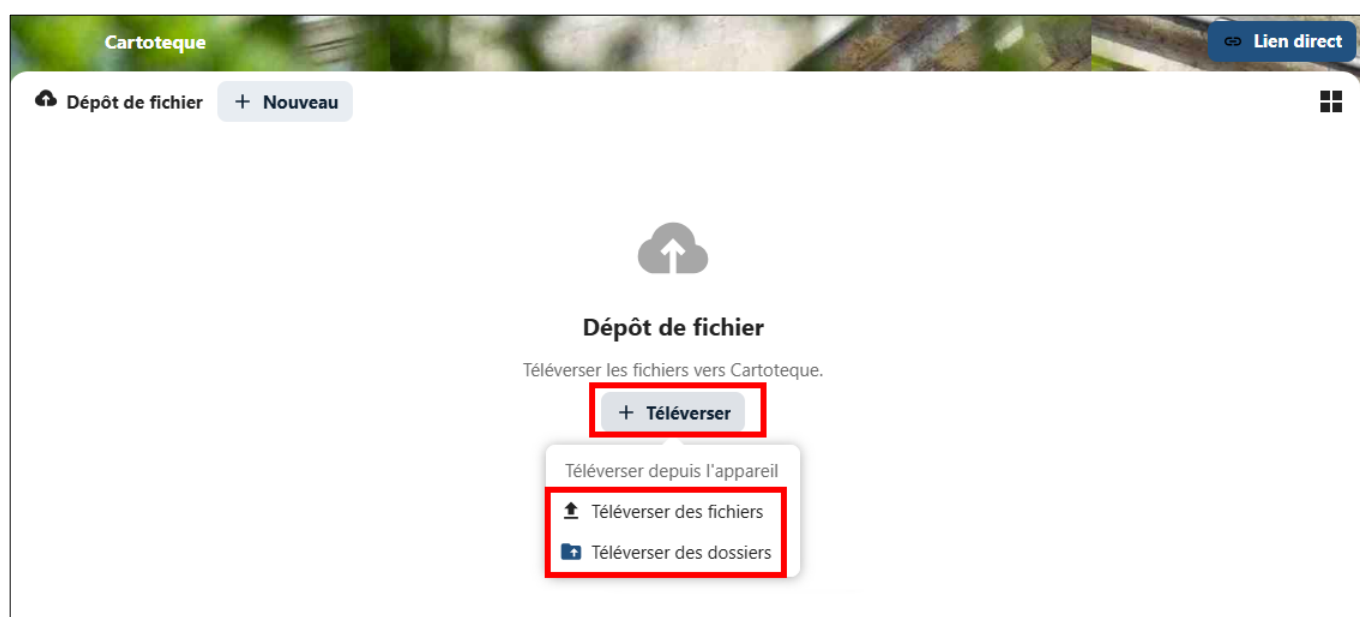 Cartoteque
Lien direct
Dépôt de fichier
+ Nouveau
Dépôt de fichier
Téléverser les fichiers vers Cartoteque.
+ Téléverser
Téléverser depuis l'appareil
Téléverser des fichiers
Téléverser des dossiers